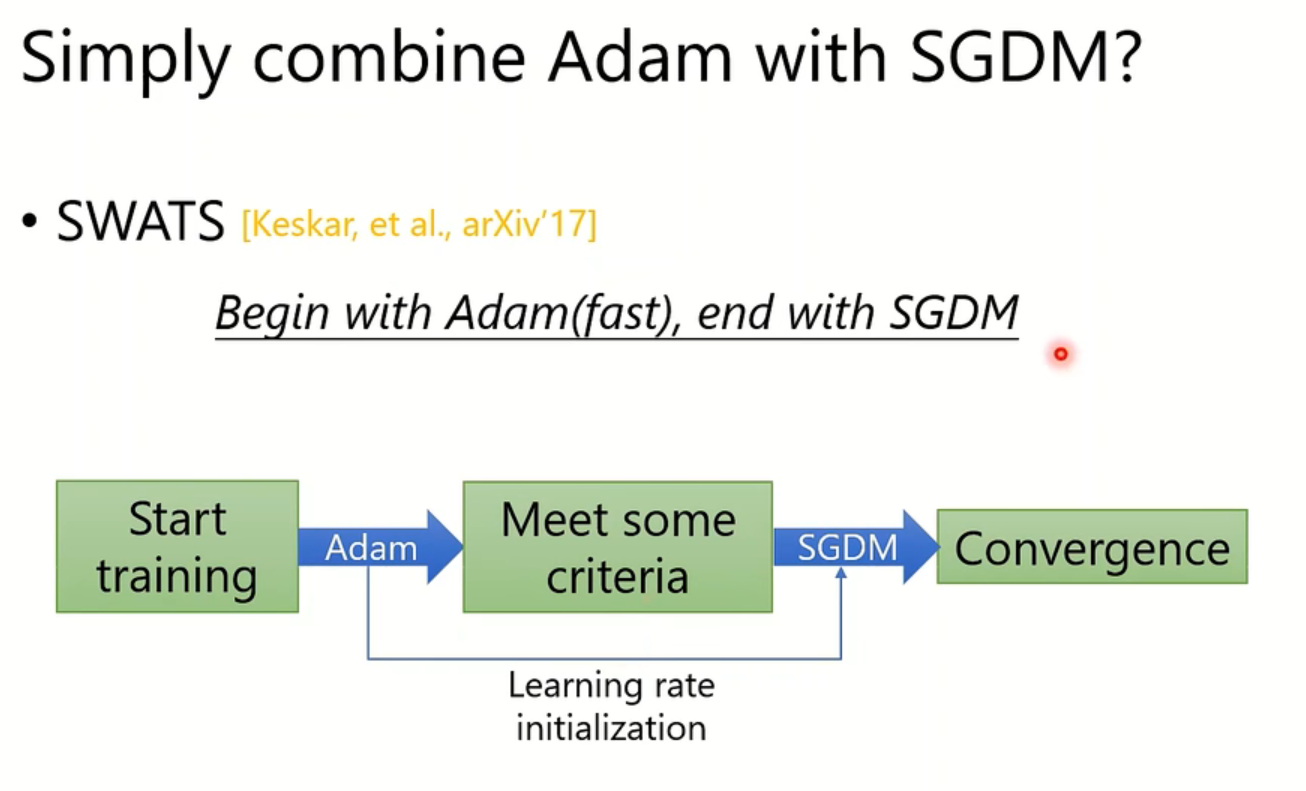 Simply combine Adam with SGDM?
• SWATS [Keskar, et al., arXiv’17]
Begin with Adam(fast), end with SGDM
Start
training
Adam
Meet some
criteria
SGDM
Convergence
Learning rate
initialization